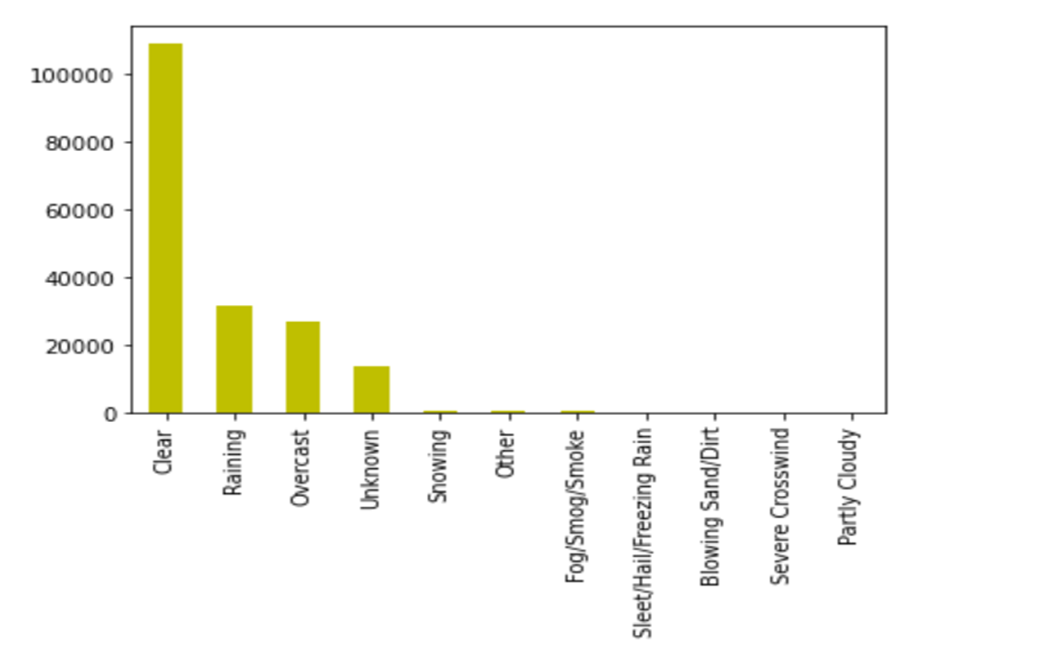 100000
80000
60000
40000
20000
0
Clear
Raining
Overcast
Unknown
Snowing
Other
Fog/Smog/Smoke
Sleet/Hail/Freezing Rain
Blowing Sand/Dirt
Severe Crosswind
Partly Cloudy